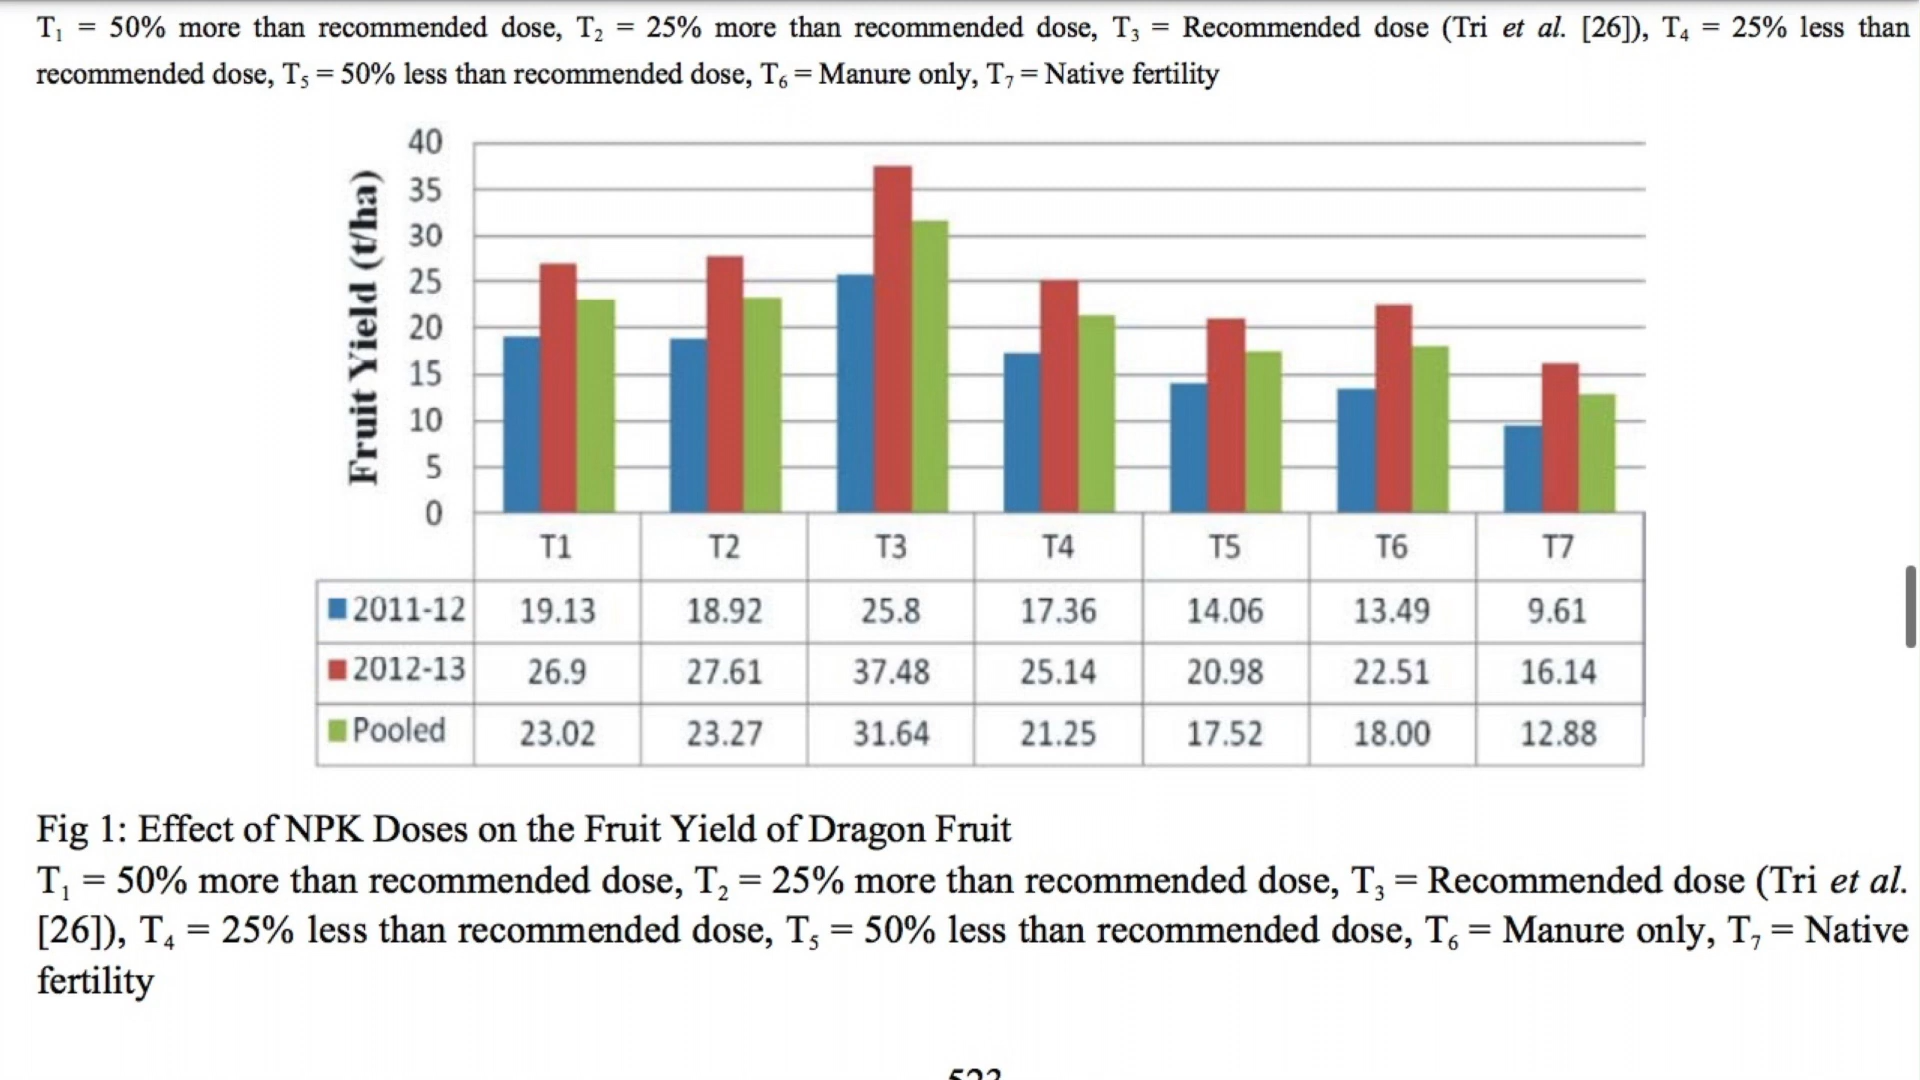 T₁ = 50% more than recommended dose, T₂ = 25% more than recommended dose, T₃ = Recommended dose (Tri et al. [26]), T₄ = 25% less than
recommended dose, T₅ = 50% less than recommended dose, T₆ = Manure only, T₇ = Native fertility
Fruit Yield (t/ha)
40
35
30
25
20
15
10
5
0
T1 T2 T3 T4 T5 T6 T7
2011-12 19.13 18.92 25.8 17.36 14.06 13.49 9.61
2012-13 26.9 27.61 37.48 25.14 20.98 22.51 16.14
Pooled 23.02 23.27 31.64 21.25 17.52 18.00 12.88
Fig 1: Effect of NPK Doses on the Fruit Yield of Dragon Fruit
T₁ = 50% more than recommended dose, T₂ = 25% more than recommended dose, T₃ = Recommended dose (Tri et al.
[26]), T₄ = 25% less than recommended dose, T₅ = 50% less than recommended dose, T₆ = Manure only, T₇ = Native
fertility